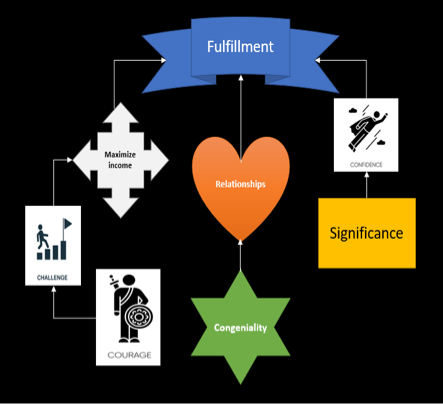 Fulfillment
Maximize
income
CONFIDENCE
Relationships
Significance
CHALLENGE
Congeniality
COURAGE